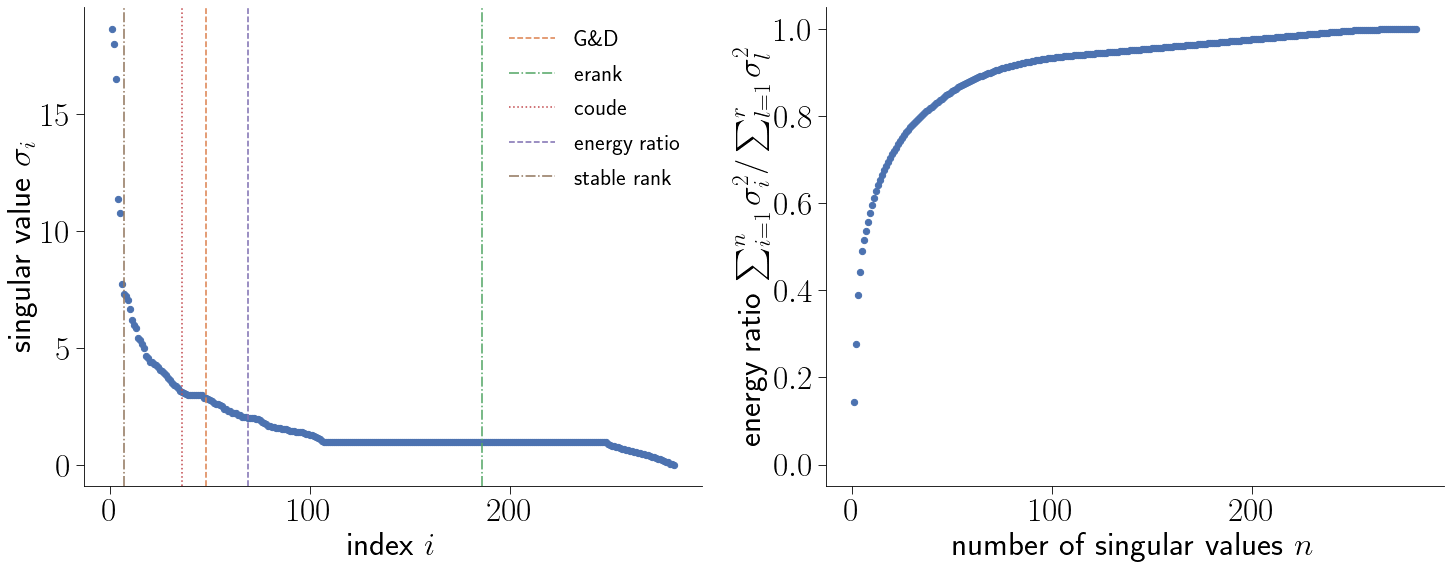 singular value σ_i
15
10
5
0
0 100 200
index i
G&D
erank
coude
energy ratio
stable rank
energy ratio ∑_{i=1}^{n} σ_i^2 / ∑_{l=1}^{r} σ_l^2
1.0
0.8
0.6
0.4
0.2
0.0
0 100 200
number of singular values n